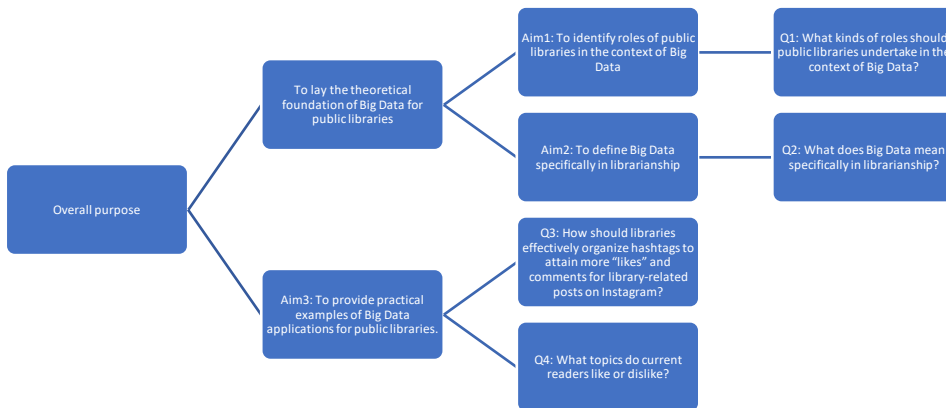 Overall purpose
To lay the theoretical
foundation of Big Data for
public libraries
Aim3: To provide practical
examples of Big Data
applications for public libraries.
Aim1: To identify roles of public
libraries in the context of Big
Data
Aim2: To define Big Data
specifically in librarianship
Q3: How should libraries
effectively organize hashtags to
attain more “likes” and
comments for library-related
posts on Instagram?
Q4: What topics do current
readers like or dislike?
Q1: What kinds of roles should
public libraries undertake in the
context of Big Data?
Q2: What does Big Data mean
specifically in librarianship?